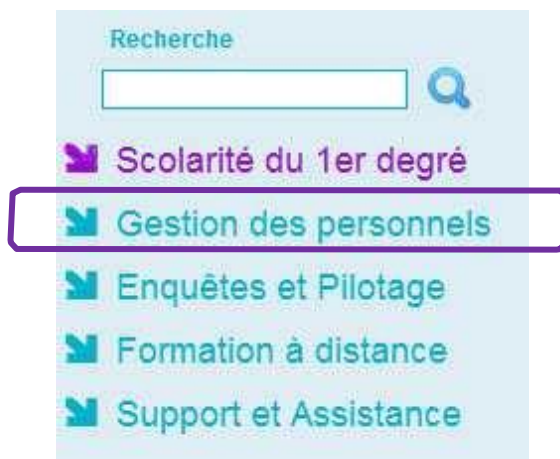 Recherche
Scolarité du 1er degré
Gestion des personnels
Enquêtes et Pilotage
Formation à distance
Support et Assistance